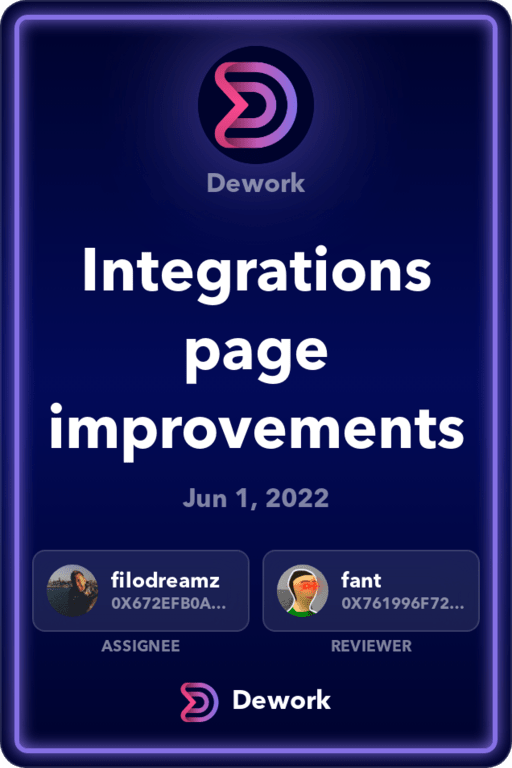 Dework
Integrations
page
improvements
Jun 1, 2022
filodreamz
0X672EFB0A...
fant
0X761996F72...
ASSIGNEE
REVIEWER
Dework